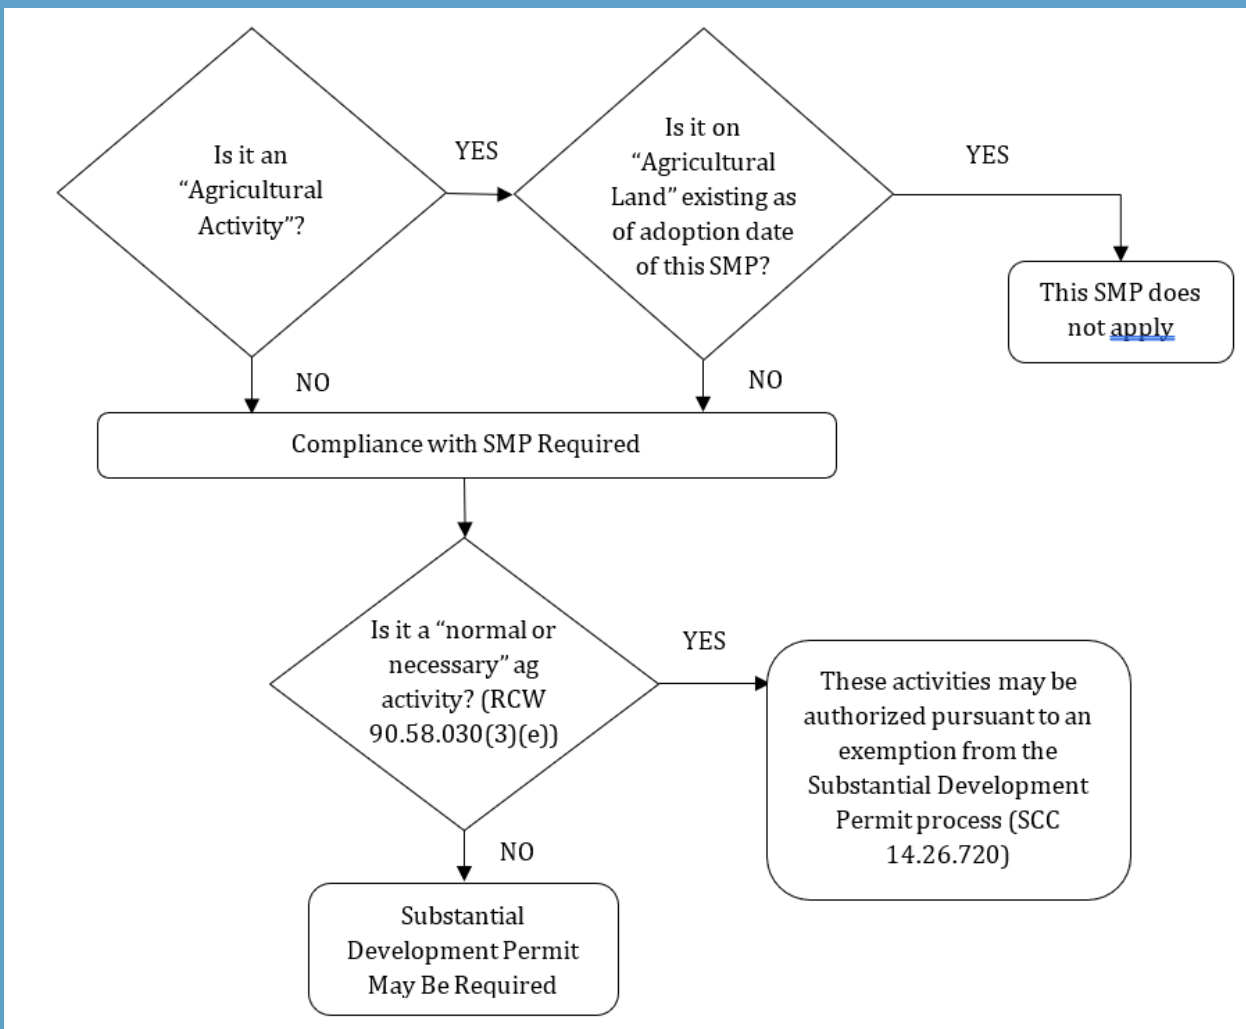 Is it an
“Agricultural
Activity”?
YES
Is it on
“Agricultural
Land” existing as
of adoption date
of this SMP?
YES
This SMP does
not apply
NO
NO
Compliance with SMP Required
Is it a “normal or
necessary” ag
activity? (RCW
90.58.030(3)(e))
YES
These activities may be
authorized pursuant to an
exemption from the
Substantial Development
Permit process (SCC
14.26.720)
NO
Substantial
Development Permit
May Be Required